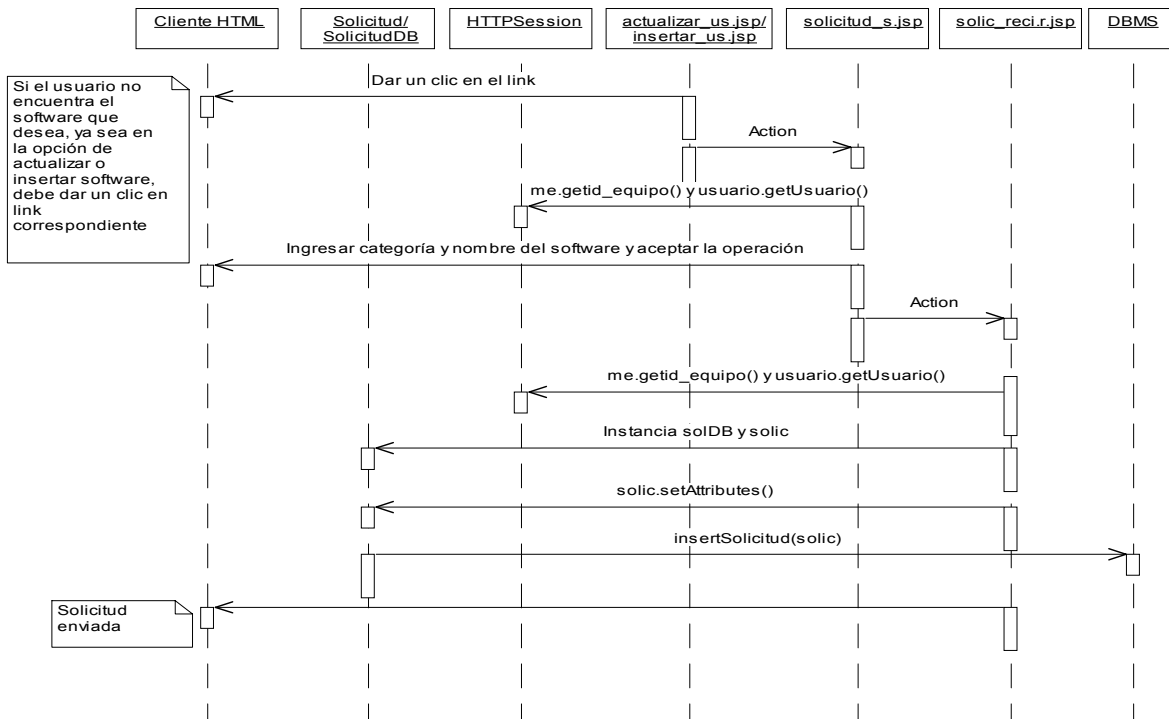 Cliente HTML
Solicitud/
SolicitudDB
HTTPSession
actualizar_us.jsp/
insertar_us.jsp
solicitud_s.jsp
solic_reci.r.jsp
DBMS
Si el usuario no
encuentra el
software que
desea, ya sea en
la opción de
actualizar o
insertar software,
debe dar un clic en
link
correspondiente
Dar un clic en el link
Action
me.getid_equipo() y usuario.getUsuario()
Ingresar categoría y nombre del software y aceptar la operación
Action
me.getid_equipo() y usuario.getUsuario()
Instancia solDB y solic
solic.setAttributes()
insertSolicitud(solic)
Solicitud
enviada